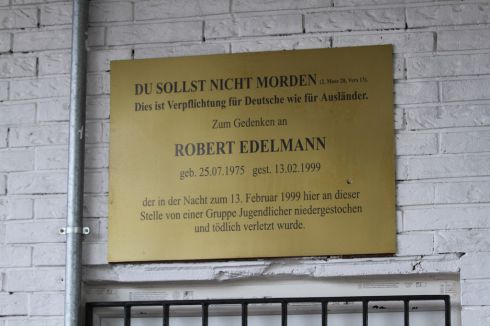 DU SOLLST NICHT MORDEN (2. Mose 20, Vers 13).
Dies ist Verpflichtung für Deutsche wie für Ausländer.
Zum Gedenken an
ROBERT EDELMANN
geb. 25.07.1975 gest. 13.02.1999
der in der Nacht zum 13. Februar 1999 hier an dieser
Stelle von einer Gruppe Jugendlicher niedergestochen
und tödlich verletzt wurde.